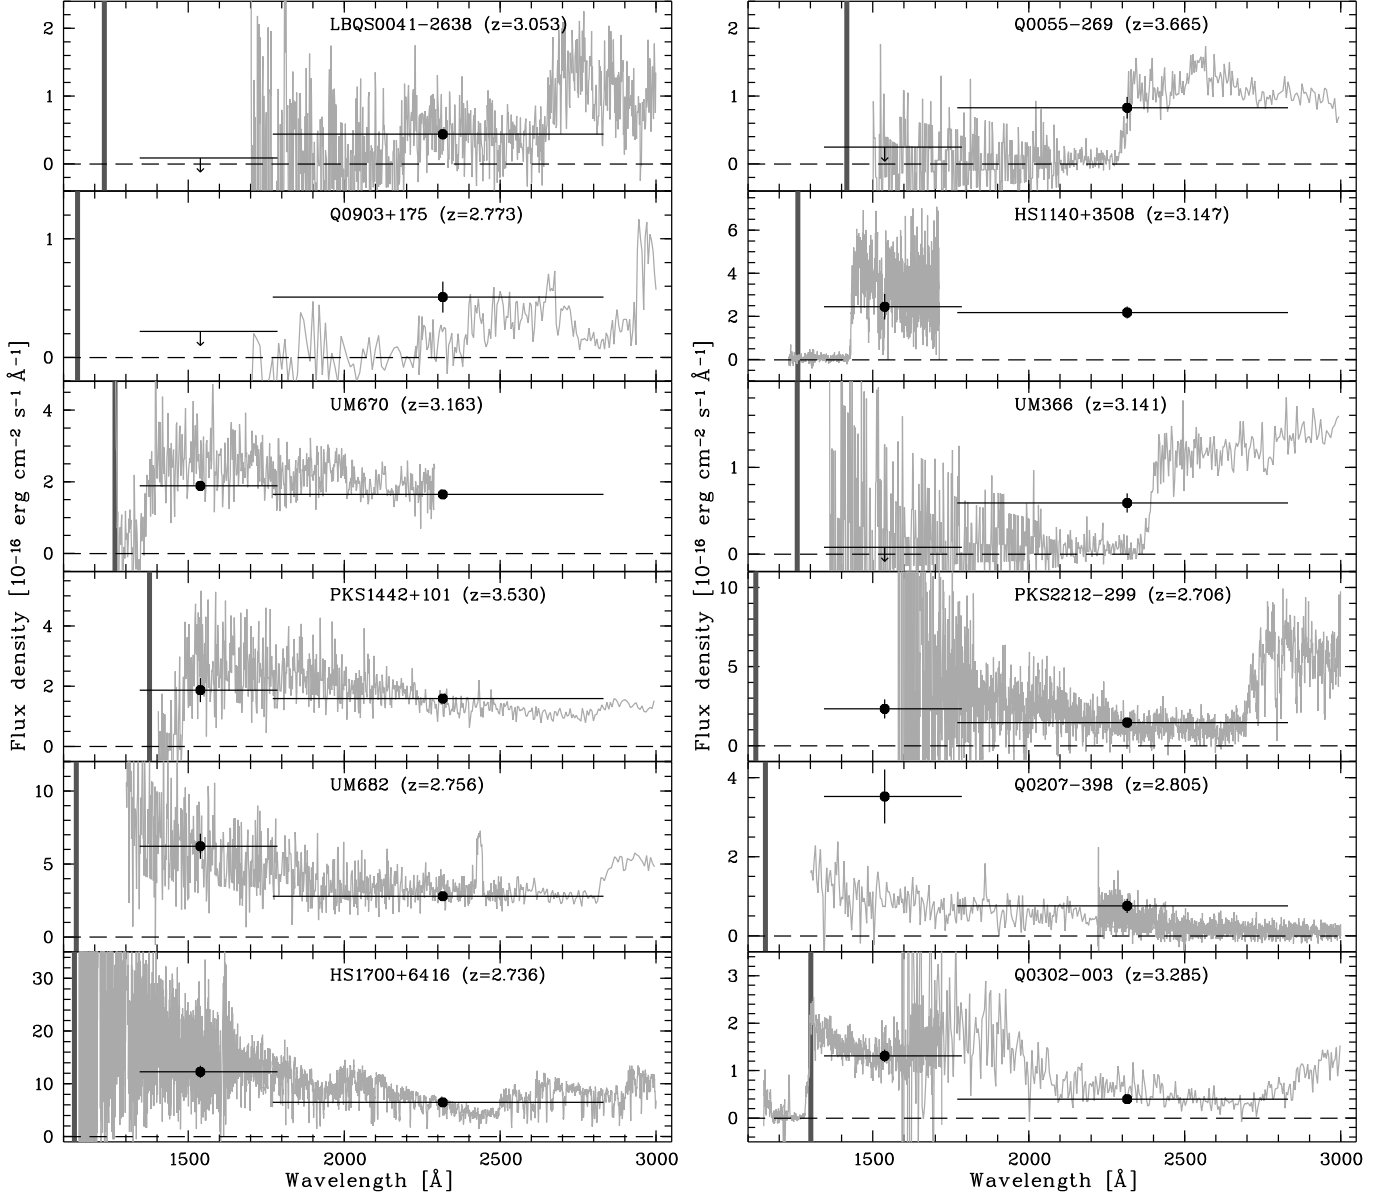 LBQS0041−2638 (z=3.053)
2
1
0
Q0903+175 (z=2.773)
1
0
UM670 (z=3.163)
4
2
0
PKS1442+101 (z=3.530)
4
2
0
UM682 (z=2.756)
10
5
0
HS1700+6416 (z=2.736)
30
20
10
0
1500 2000 2500 3000
Wavelength [Å]
Flux density [10⁻¹⁶ erg cm⁻² s⁻¹ Å⁻¹]
Q0055−269 (z=3.665)
2
1
0
HS1140+3508 (z=3.147)
6
4
2
0
UM366 (z=3.141)
1
0
PKS2212−299 (z=2.706)
10
5
0
Q0207−398 (z=2.805)
4
2
0
Q0302−003 (z=3.285)
3
2
1
0
1500 2000 2500 3000
Wavelength [Å]
Flux density [10⁻¹⁶ erg cm⁻² s⁻¹ Å⁻¹]